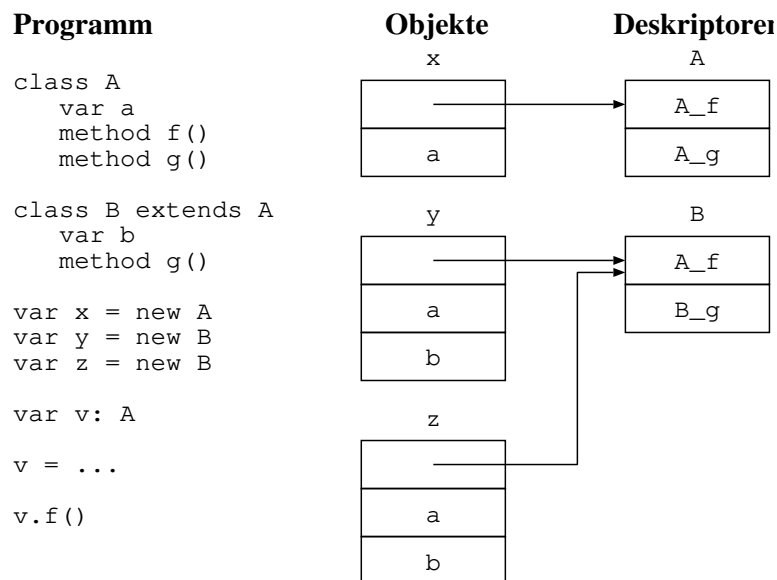 Programm
class A
var a
method f()
method g()
class B extends A
var b
method g()
var x = new A
var y = new B
var z = new B
var v: A
v = ...
v.f()
Objekte
x
a
y
a
b
z
a
b
Deskriptoren
A
A_f
A_g
B
A_f
B_g